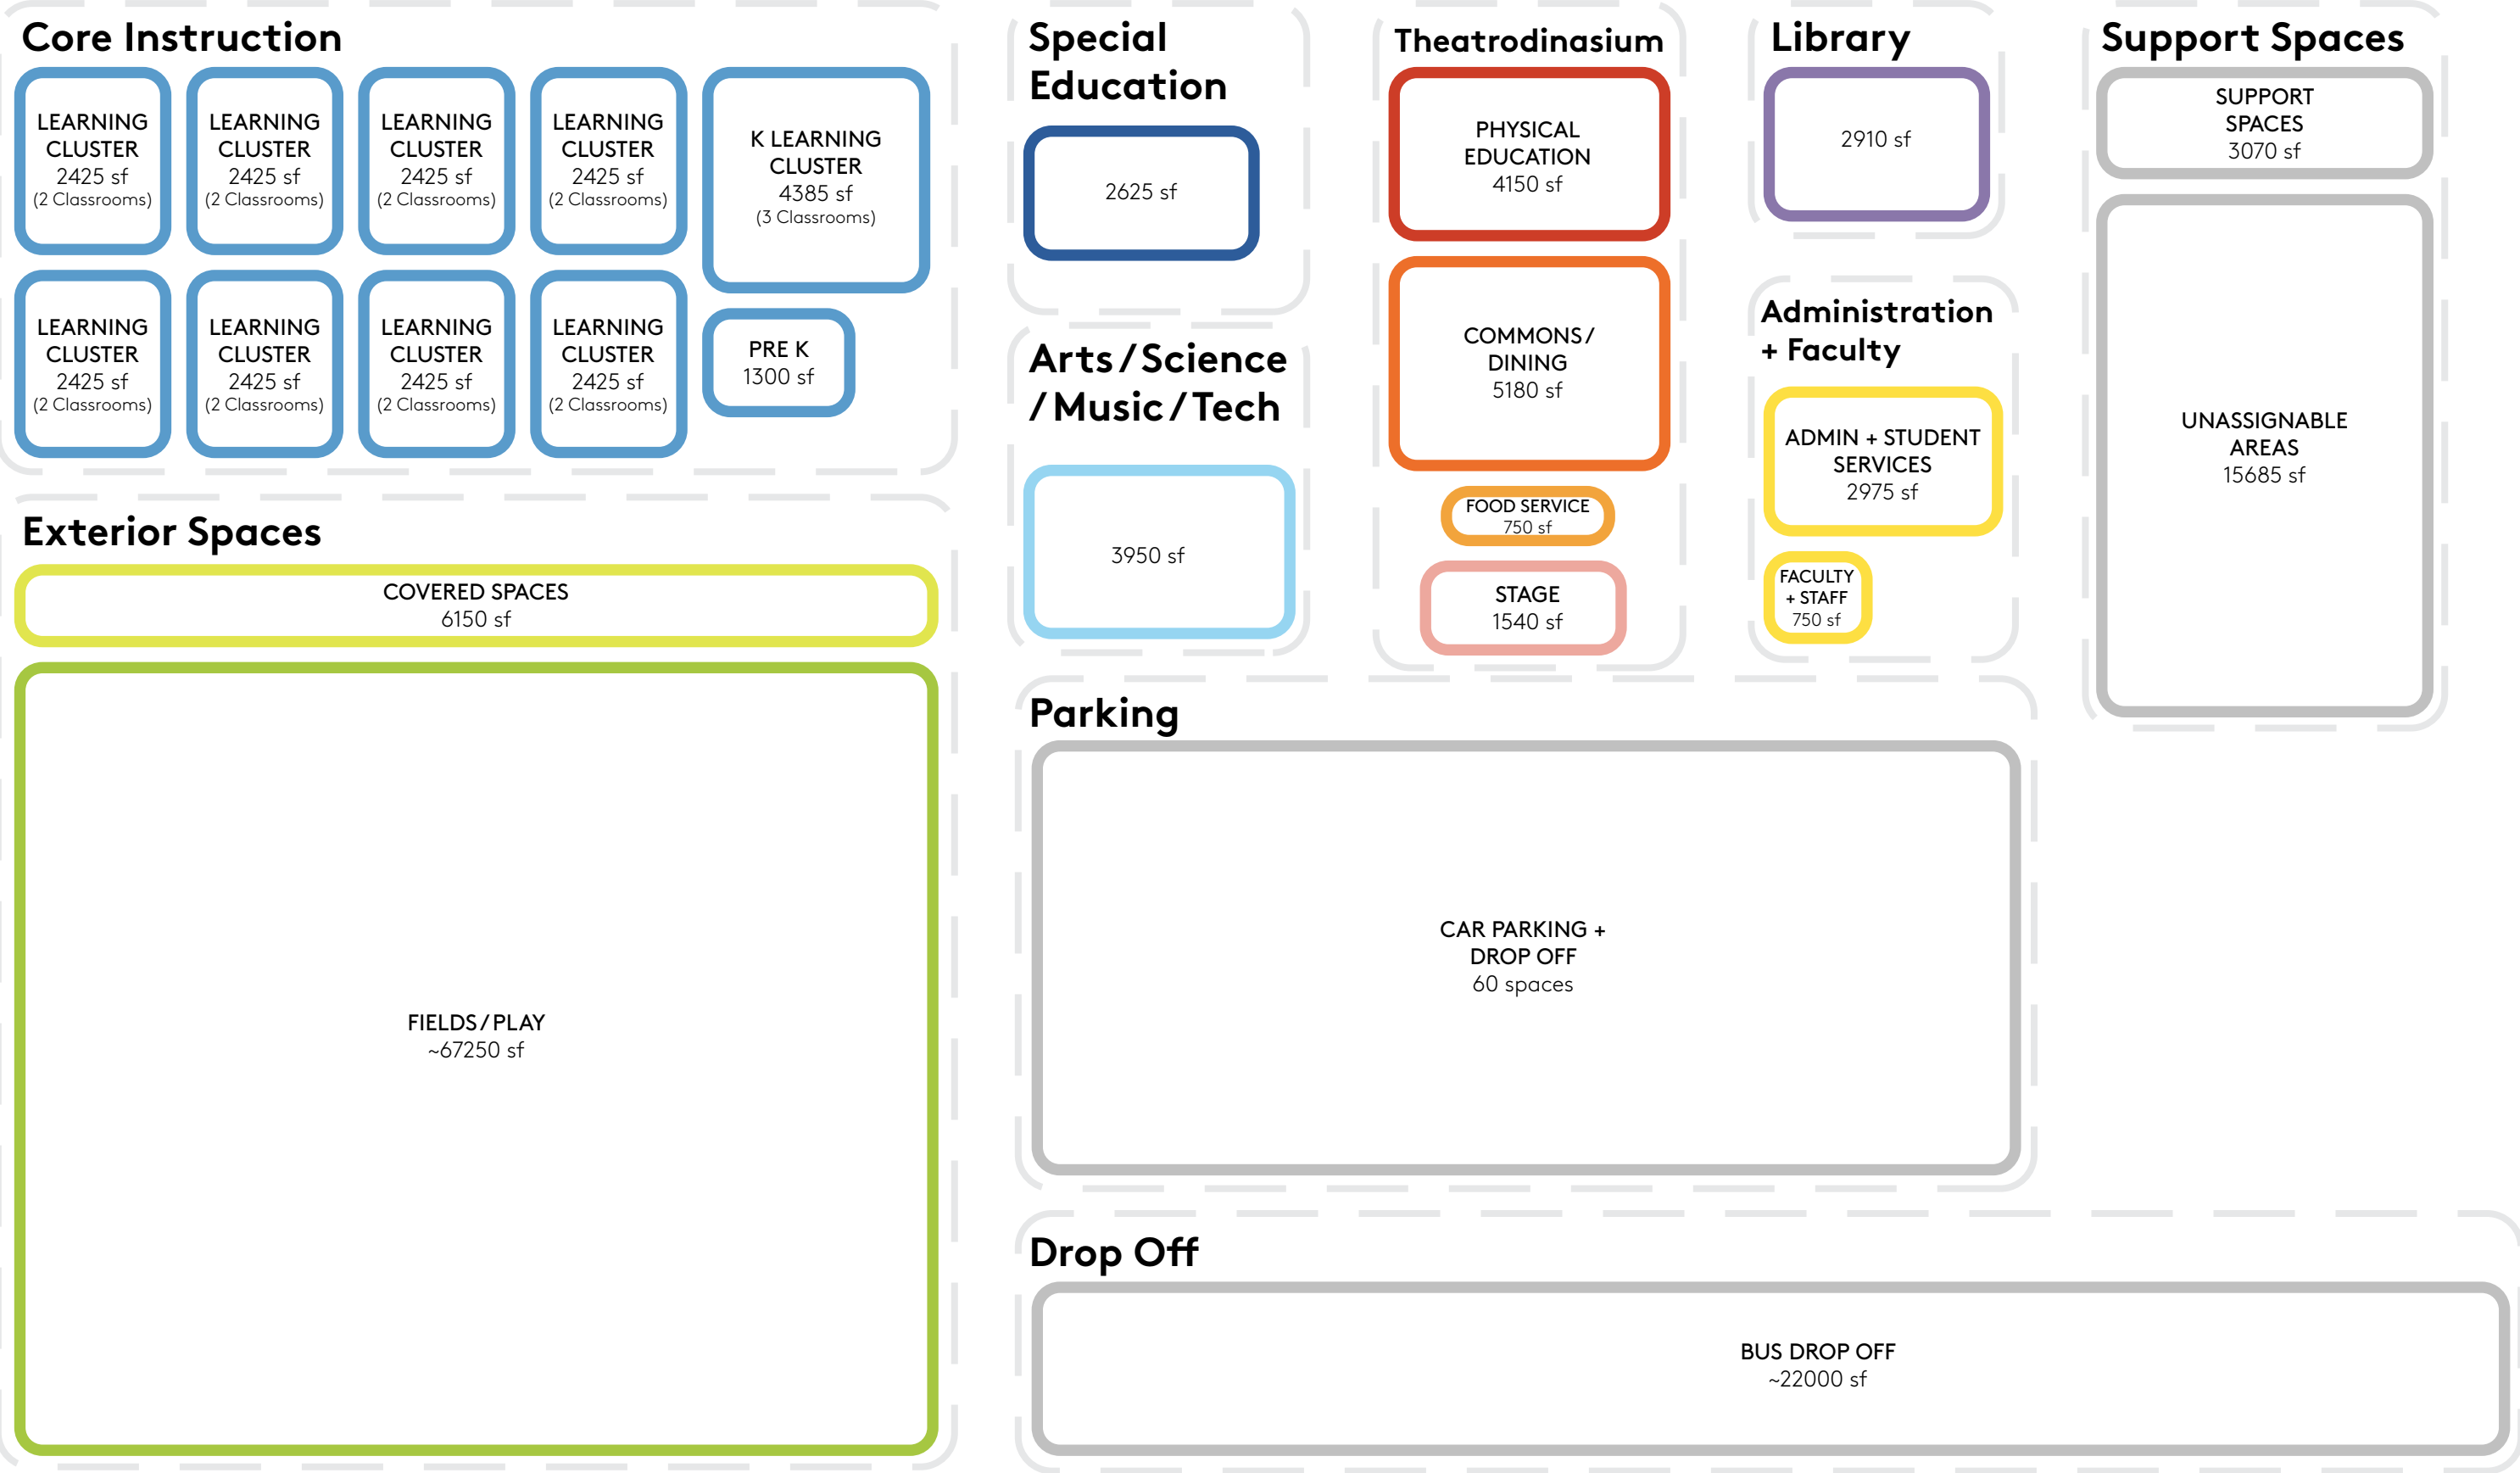 Core Instruction
LEARNING
CLUSTER
2425 sf
(2 Classrooms)
LEARNING
CLUSTER
2425 sf
(2 Classrooms)
LEARNING
CLUSTER
2425 sf
(2 Classrooms)
LEARNING
CLUSTER
2425 sf
(2 Classrooms)
K LEARNING
CLUSTER
4385 sf
(3 Classrooms)
LEARNING
CLUSTER
2425 sf
(2 Classrooms)
LEARNING
CLUSTER
2425 sf
(2 Classrooms)
LEARNING
CLUSTER
2425 sf
(2 Classrooms)
LEARNING
CLUSTER
2425 sf
(2 Classrooms)
PRE K
1300 sf
Exterior Spaces
COVERED SPACES
6150 sf
FIELDS/PLAY
~67250 sf
Special
Education
2625 sf
Arts/Science
/Music/Tech
3950 sf
Theatrodinasium
PHYSICAL
EDUCATION
4150 sf
COMMONS/
DINING
5180 sf
FOOD SERVICE
750 sf
STAGE
1540 sf
Library
2910 sf
Administration
+ Faculty
ADMIN + STUDENT
SERVICES
2975 sf
FACULTY
+ STAFF
750 sf
Support Spaces
SUPPORT
SPACES
3070 sf
UNASSIGNABLE
AREAS
15685 sf
Parking
CAR PARKING +
DROP OFF
60 spaces
Drop Off
BUS DROP OFF
~22000 sf